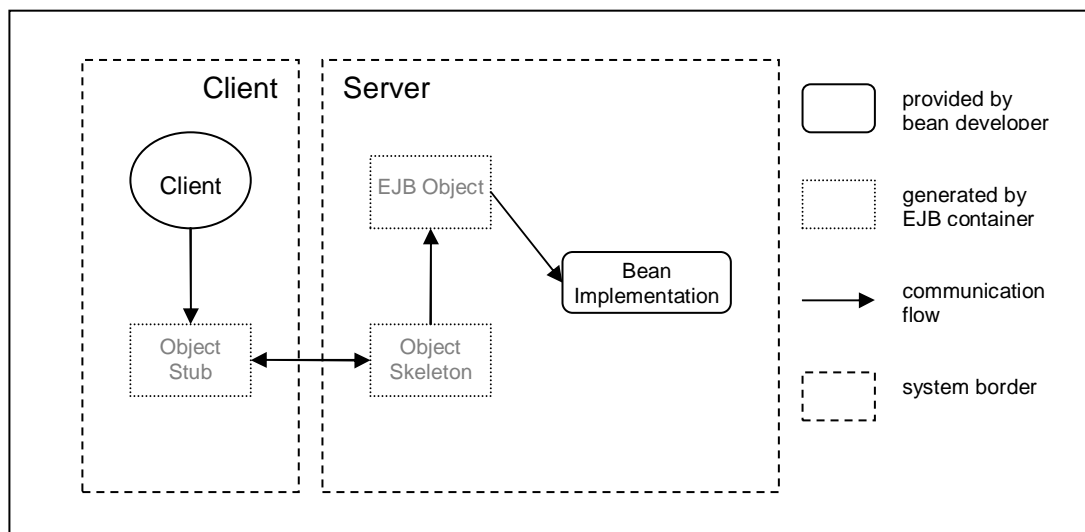 Client
Server
Client
EJB Object
Bean
Implementation
Object
Stub
Object
Skeleton
provided by
bean developer
generated by
EJB container
communication
flow
system border